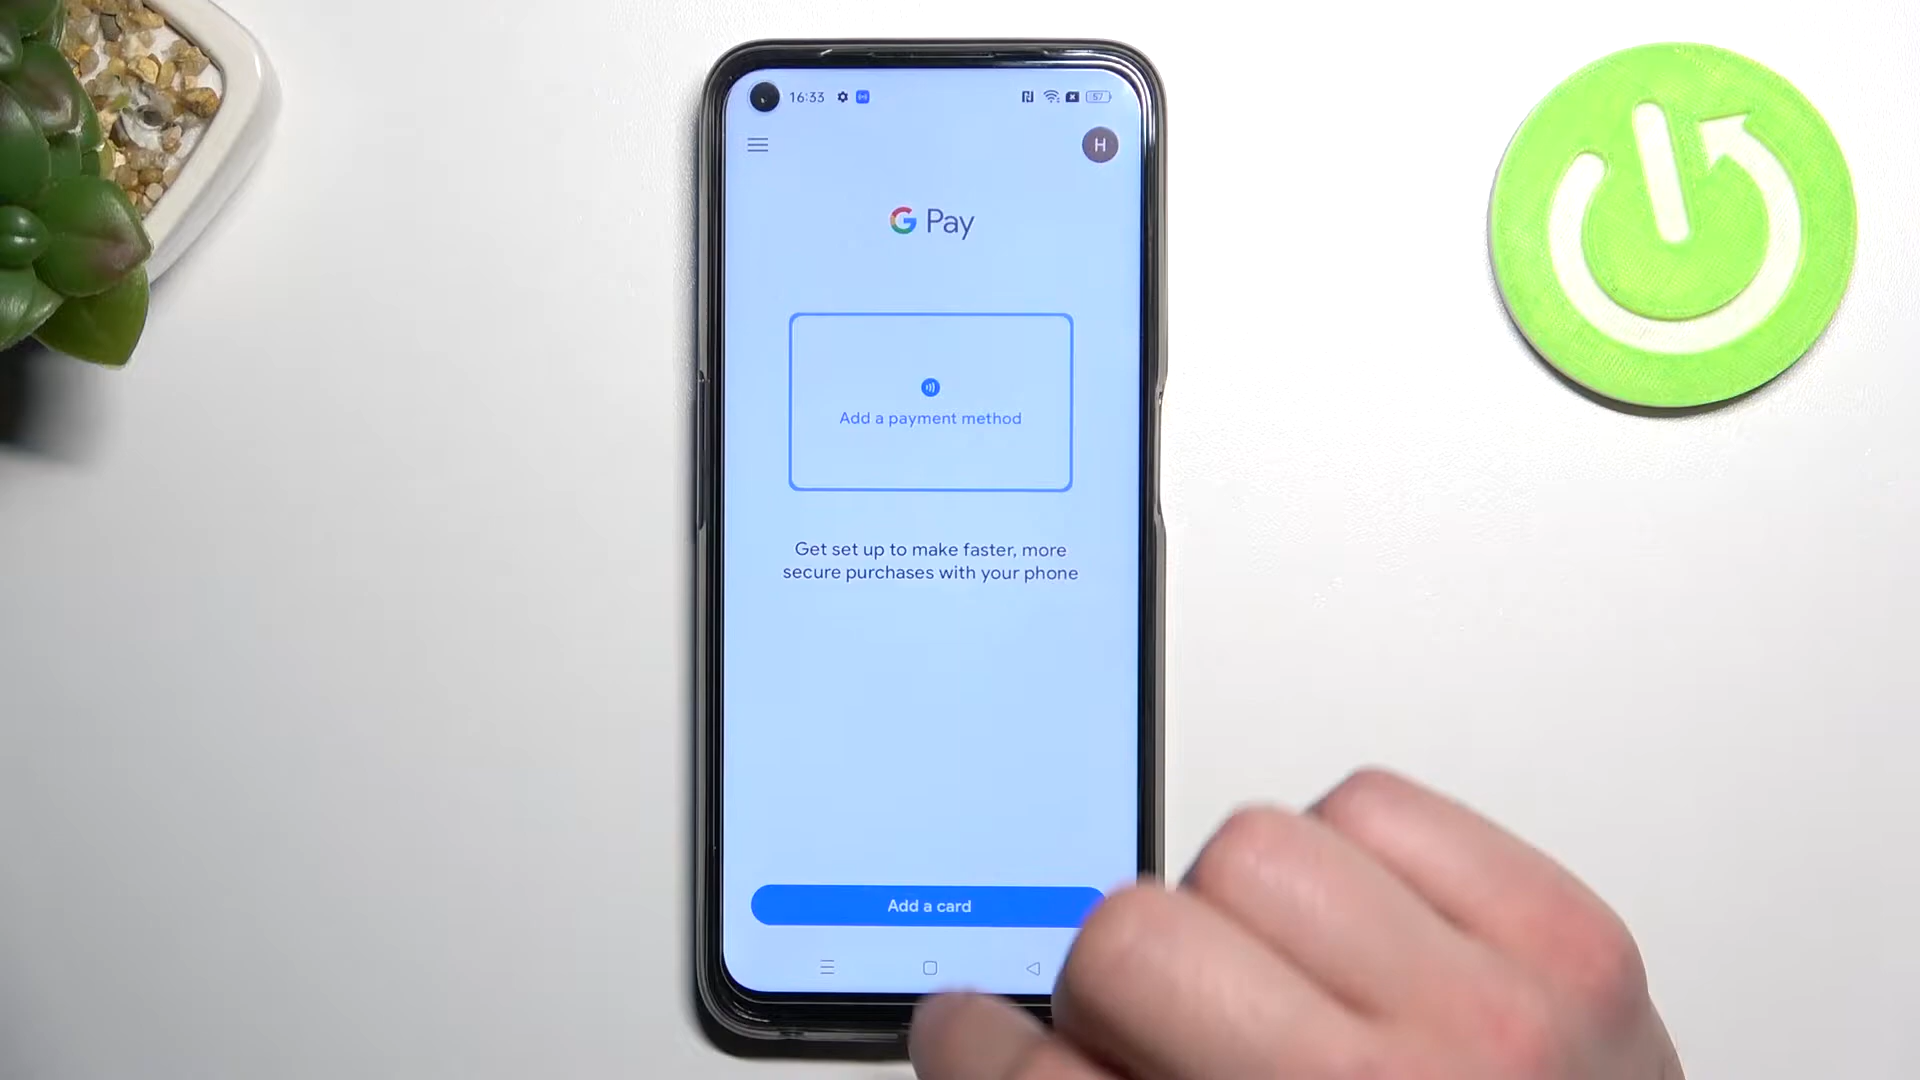 16:33
57
H
G Pay
Add a payment method
Get set up to make faster, more
secure purchases with your phone
Add a card